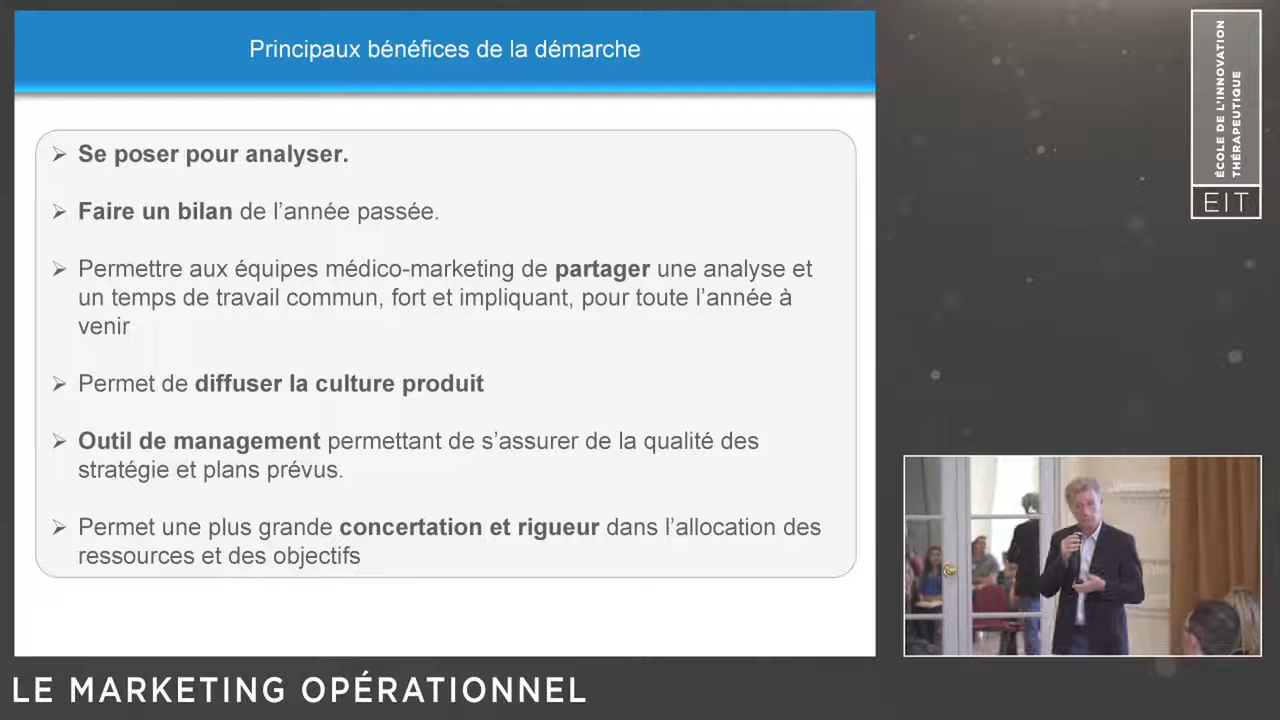 Principaux bénéfices de la démarche
➢ Se poser pour analyser.
➢ Faire un bilan de l’année passée.
➢ Permettre aux équipes médico-marketing de partager une analyse et
un temps de travail commun, fort et impliquant, pour toute l’année à
venir
➢ Permet de diffuser la culture produit
➢ Outil de management permettant de s’assurer de la qualité des
stratégie et plans prévus.
➢ Permet une plus grande concertation et rigueur dans l’allocation des
ressources et des objectifs
ÉCOLE DE L’INNOVATION
THÉRAPEUTIQUE
EIT
LE MARKETING OPÉRATIONNEL